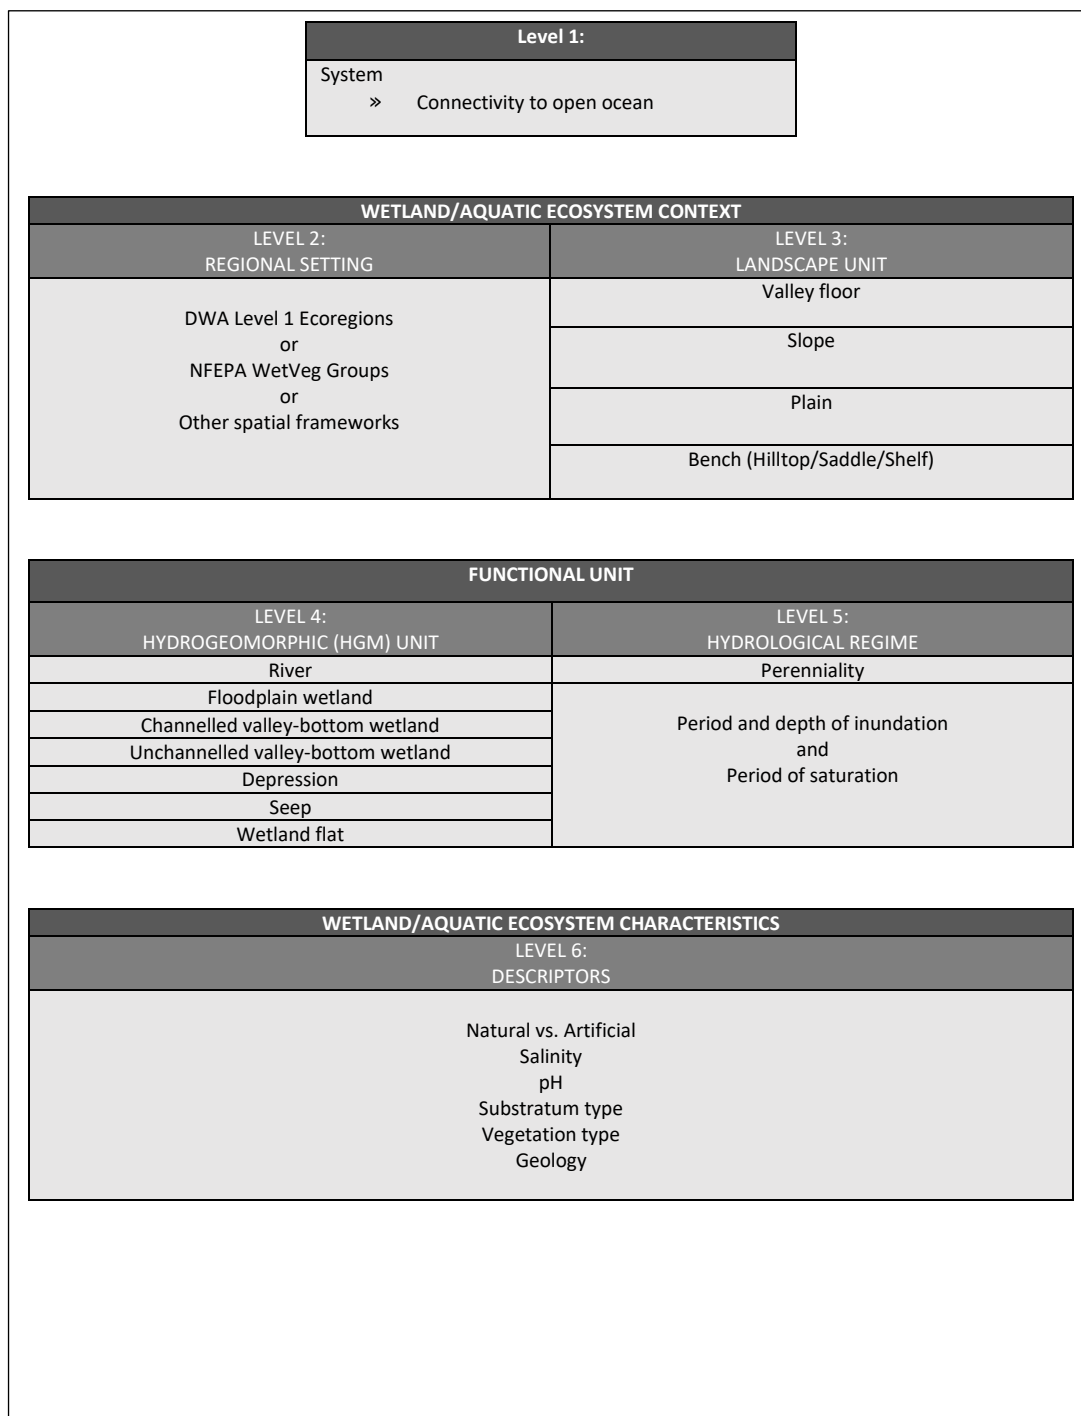 Level 1:
System
» Connectivity to open ocean
WETLAND/AQUATIC ECOSYSTEM CONTEXT
LEVEL 2:
REGIONAL SETTING
LEVEL 3:
LANDSCAPE UNIT
DWA Level 1 Ecoregions
or
NFEPA WetVeg Groups
or
Other spatial frameworks
Valley floor
Slope
Plain
Bench (Hilltop/Saddle/Shelf)
FUNCTIONAL UNIT
LEVEL 4:
HYDROGEOMORPHIC (HGM) UNIT
LEVEL 5:
HYDROLOGICAL REGIME
River
Floodplain wetland
Channelled valley-bottom wetland
Unchannelled valley-bottom wetland
Depression
Seep
Wetland flat
Perenniality
Period and depth of inundation
and
Period of saturation
WETLAND/AQUATIC ECOSYSTEM CHARACTERISTICS
LEVEL 6:
DESCRIPTORS
Natural vs. Artificial
Salinity
pH
Substratum type
Vegetation type
Geology